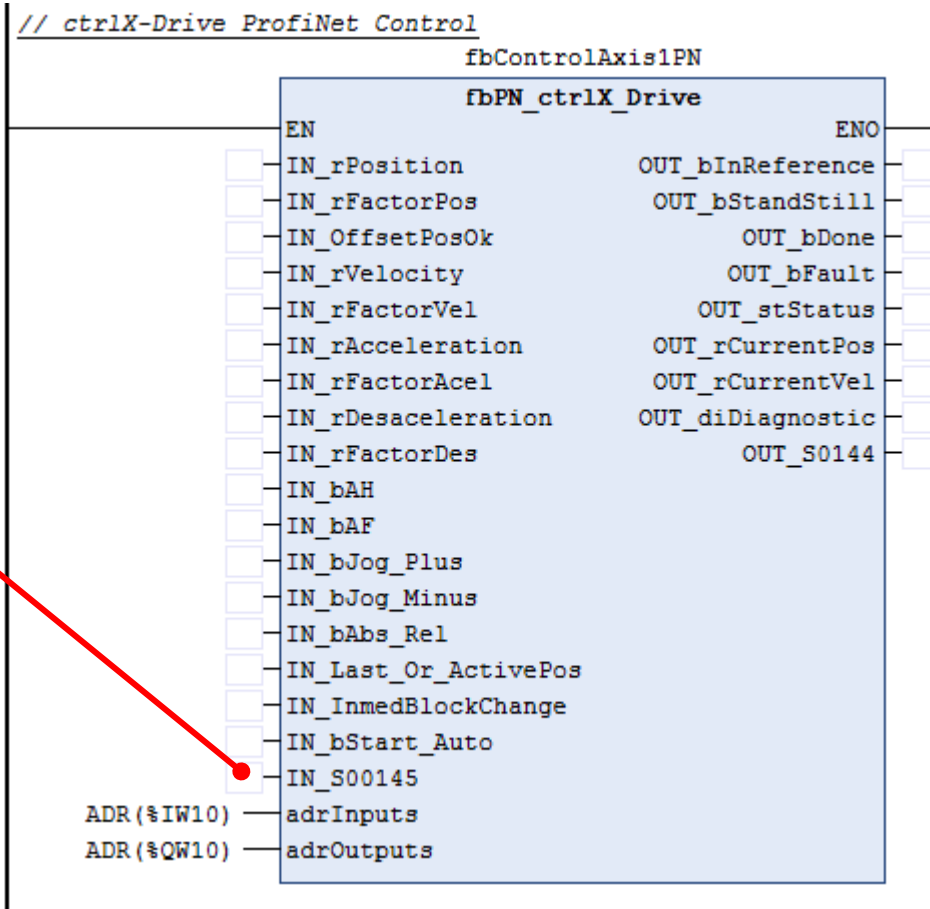 // ctrlX-Drive ProfiNet Control
fbControlAxis1PN
fbPN_ctrlX_Drive
EN ENO
IN_rPosition OUT_bInReference
IN_rFactorPos OUT_bStandStill
IN_OffsetPosOk OUT_bDone
IN_rVelocity OUT_bFault
IN_rFactorVel OUT_stStatus
IN_rAcceleration OUT_rCurrentPos
IN_rFactorAcel OUT_rCurrentVel
IN_rDesaceleration OUT_diDiagnostic
IN_rFactorDes OUT_S0144
IN_bAH
IN_bAF
IN_bJog_Plus
IN_bJog_Minus
IN_bAbs_Rel
IN_Last_Or_ActivePos
IN_InmedBlockChange
IN_bStart_Auto
IN_S00145
ADR(%IW10) adrInputs
ADR(%QW10) adrOutputs